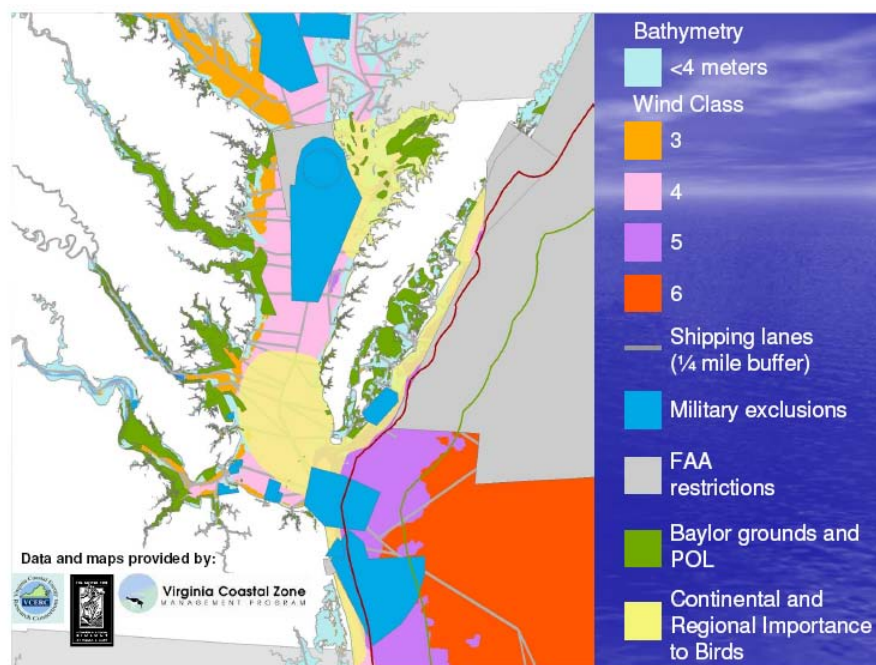 Bathymetry
<4 meters
Wind Class
3
4
5
6
Shipping lanes
(¼ mile buffer)
Military exclusions
FAA
restrictions
Baylor grounds and
POL
Continental and
Regional Importance
to Birds
Data and maps provided by:
VCERC
Virginia Coastal Zone
MANAGEMENT PROGRAM